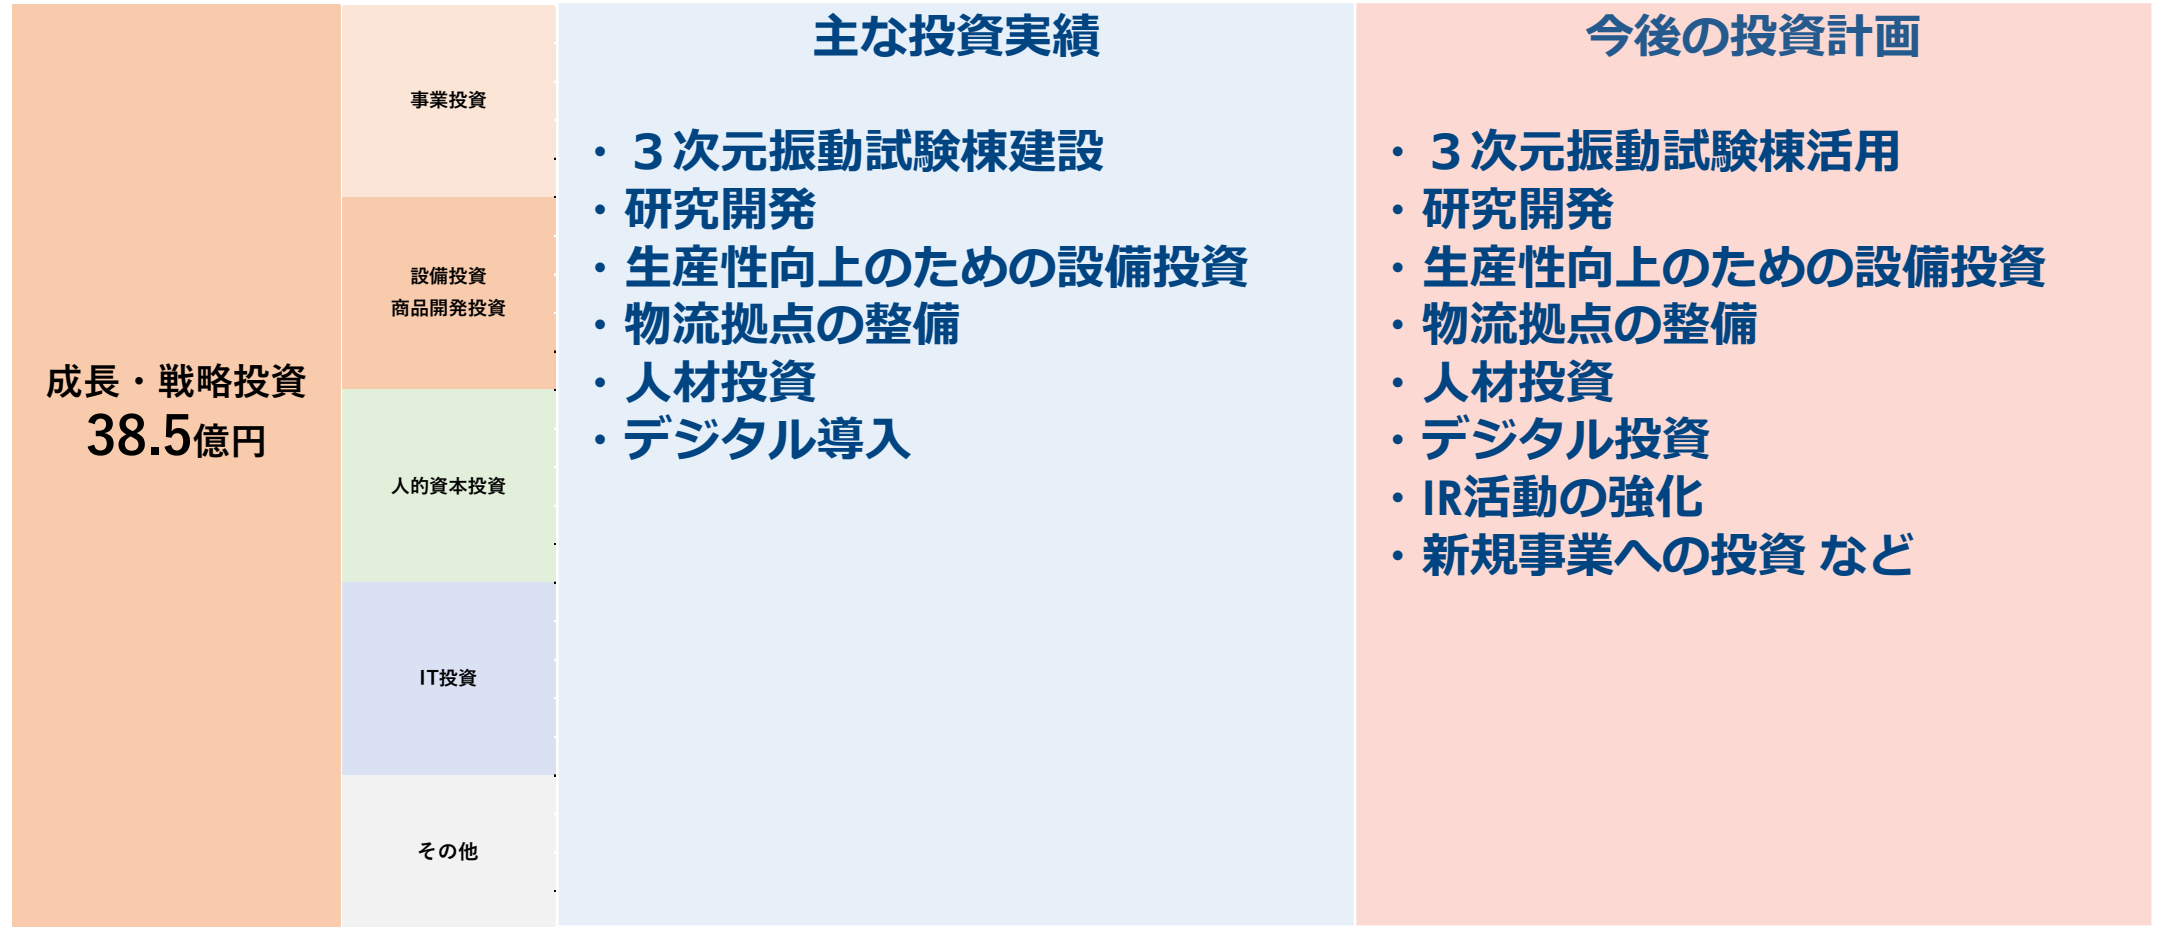 成長・戦略投資
38.5億円
事業投資
設備投資
商品開発投資
人的資本投資
IT投資
その他
主な投資実績
・３次元振動試験棟建設
・研究開発
・生産性向上のための設備投資
・物流拠点の整備
・人材投資
・デジタル導入
今後の投資計画
・３次元振動試験棟活用
・研究開発
・生産性向上のための設備投資
・物流拠点の整備
・人材投資
・デジタル投資
・IR活動の強化
・新規事業への投資 など